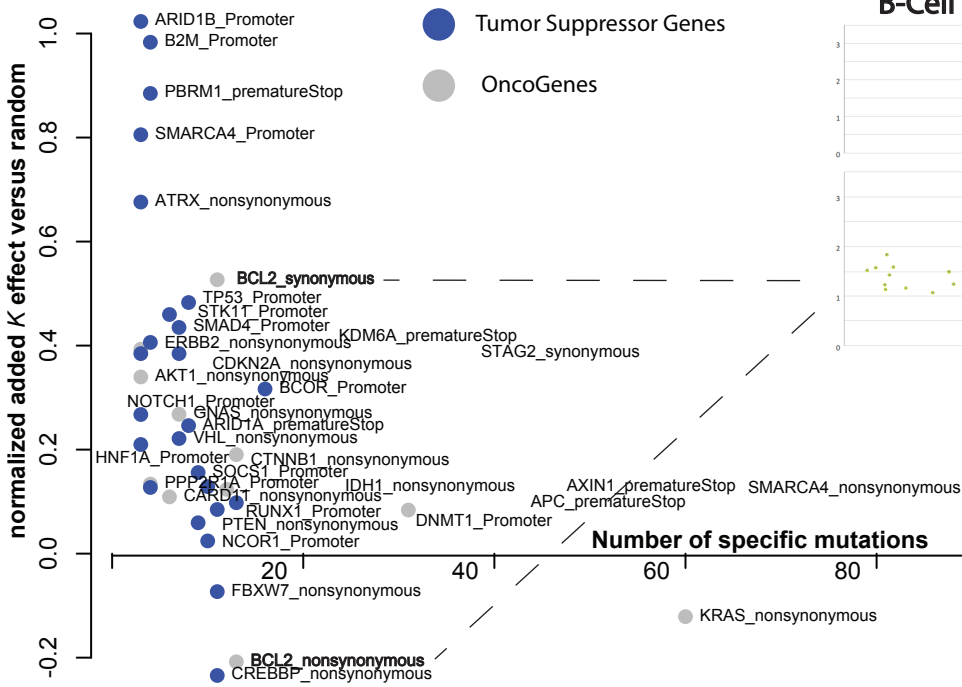 B-Cell
Tumor Suppressor Genes
OncoGenes
normalized added K effect versus random
1.0
0.8
0.6
0.4
0.2
0.0
-0.2
ARID1B_Promoter
B2M_Promoter
PBRM1_prematureStop
SMARCA4_Promoter
ATRX_nonsynonymous
BCL2_synonymous
TP53_Promoter
STK11_Promoter
SMAD4_Promoter
KDM6A_prematureStop
ERBB2_nonsynonymous
STAG2_synonymous
CDKN2A_nonsynonymous
AKT1_nonsynonymous
BCOR_Promoter
NOTCH1_Promoter
GNAS_nonsynonymous
ARID1A_prematureStop
VHL_nonsynonymous
HNF1A_Promoter
CTNNB1_nonsynonymous
SOCS1_Promoter
PPP2R1A_Promoter
IDH1_nonsynonymous
AXIN1_prematureStop
SMARCA4_nonsynonymous
CARD11_nonsynonymous
APC_prematureStop
RUNX1_Promoter
DNMT1_Promoter
PTEN_nonsynonymous
NCOR1_Promoter
Number of specific mutations
20
40
60
80
FBXW7_nonsynonymous
KRAS_nonsynonymous
BCL2_nonsynonymous
CREBBP_nonsynonymous
3
2
1
0
3
2
1
0